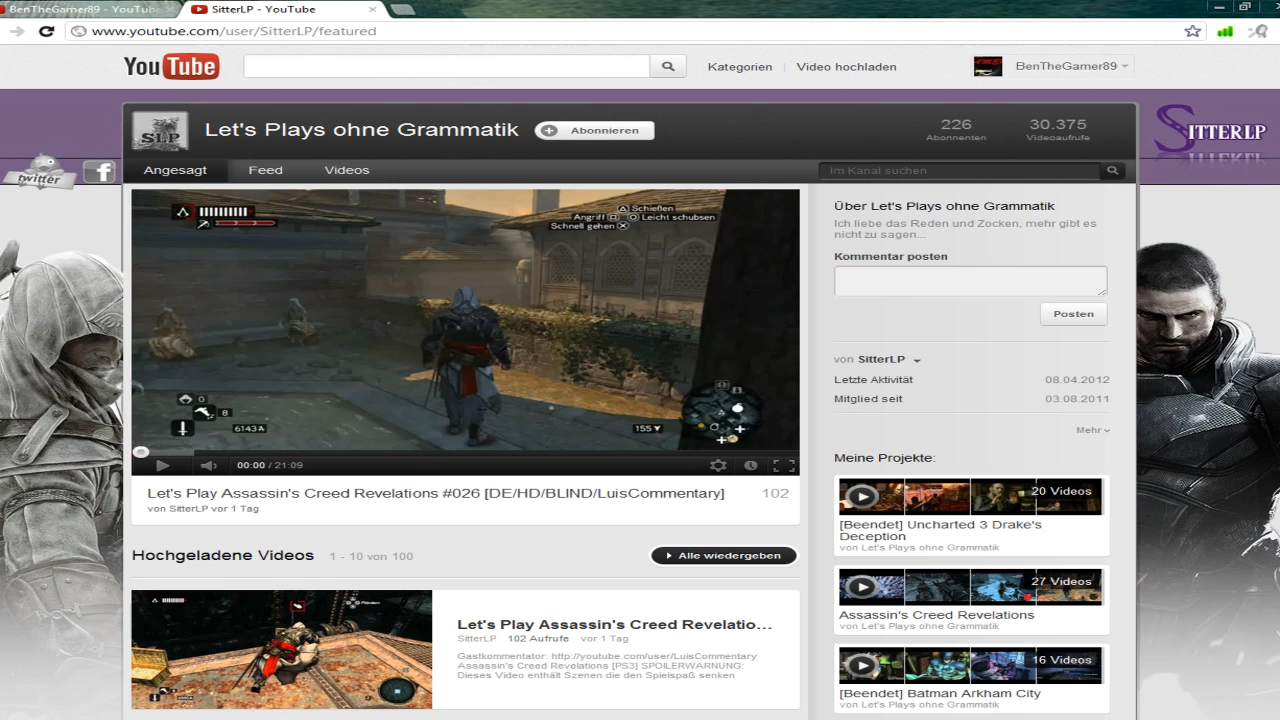 BenTheGamer89 - YouTube
SitterLP - YouTube
www.youtube.com/user/SitterLP/featured
YouTube
Kategorien
Video hochladen
BenTheGamer89
SLP
Let's Plays ohne Grammatik
Abonnieren
226
Abonnenten
30.375
Videoaufrufe
SITTERLP
twitter
f
Angesagt
Feed
Videos
Im Kanal suchen
Schießen
Angriff
Leicht schubsen
Schnell gehen
0
8
6143
155
00:00 / 21:09
Let's Play Assassin's Creed Revelations #026 [DE/HD/BLIND/LuisCommentary]
102
von SitterLP vor 1 Tag
Hochgeladene Videos
1 - 10 von 100
Alle wiedergeben
Let's Play Assassin's Creed Revelatio...
SitterLP 102 Aufrufe vor 1 Tag
Gastkommentator: http://youtube.com/user/LuisCommentary
Assassin's Creed Revelations [PS3] SPOILERWARNUNG:
Dieses Video enthält Szenen die den Spielspaß senken
Über Let's Plays ohne Grammatik
Ich liebe das Reden und Zocken, mehr gibt es
nicht zu sagen...
Kommentar posten
Posten
von SitterLP
Letzte Aktivität
08.04.2012
Mitglied seit
03.08.2011
Mehr
Meine Projekte:
20 Videos
[Beendet] Uncharted 3 Drake's
Deception
von Let's Plays ohne Grammatik
27 Videos
Assassin's Creed Revelations
von Let's Plays ohne Grammatik
16 Videos
[Beendet] Batman Arkham City
von Let's Plays ohne Grammatik